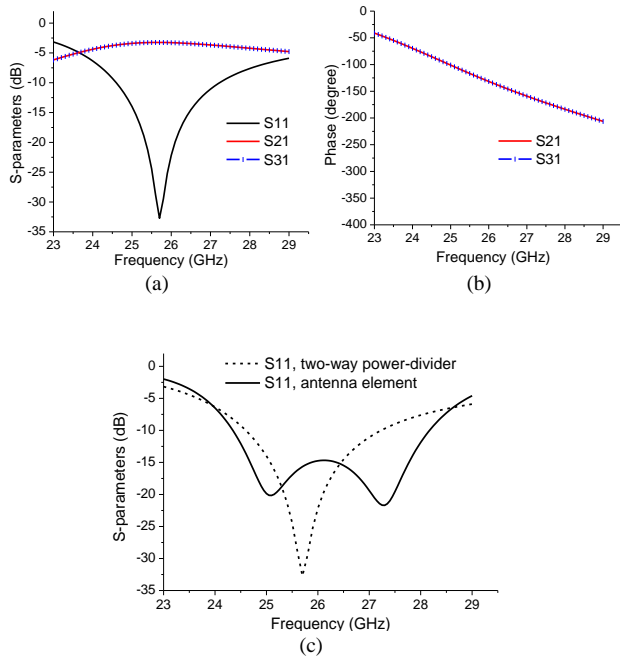 0
-5
-10
-15
-20
-25
-30
-35
S-parameters (dB)
S11
S21
S31
23 24 25 26 27 28 29
Frequency (GHz)
(a)
0
-50
-100
-150
-200
-250
-300
-350
-400
Phase (degree)
S21
S31
23 24 25 26 27 28 29
Frequency (GHz)
(b)
S11, two-way power-divider
S11, antenna element
0
-5
-10
-15
-20
-25
-30
-35
S-parameters (dB)
23 24 25 26 27 28 29
Frequency (GHz)
(c)